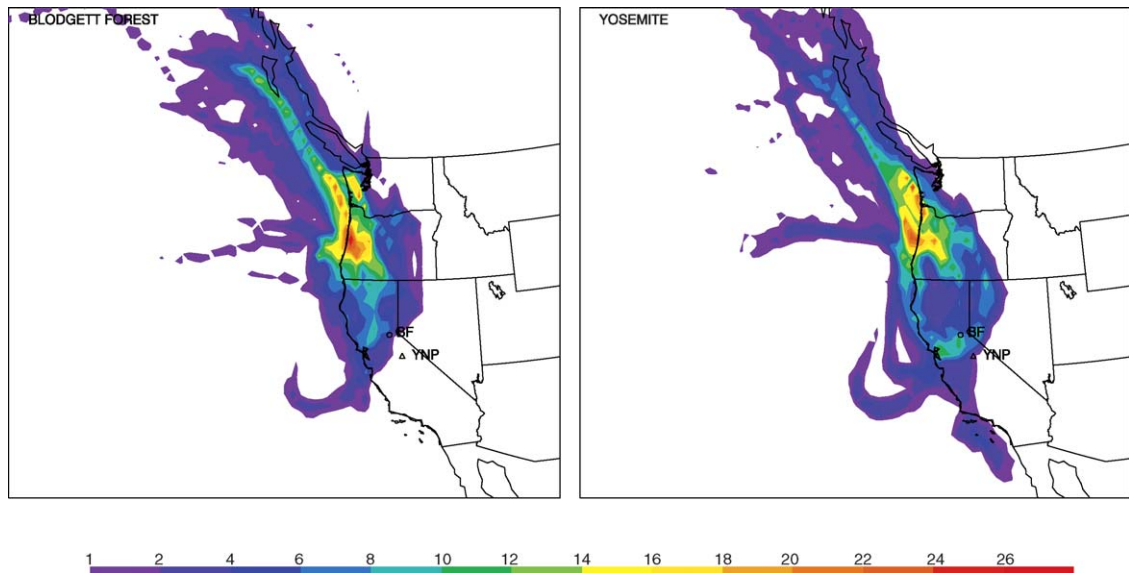 BLODGETT FOREST
YOSEMITE
BF
YNP
BF
YNP
1 2 4 6 8 10 12 14 16 18 20 22 24 26